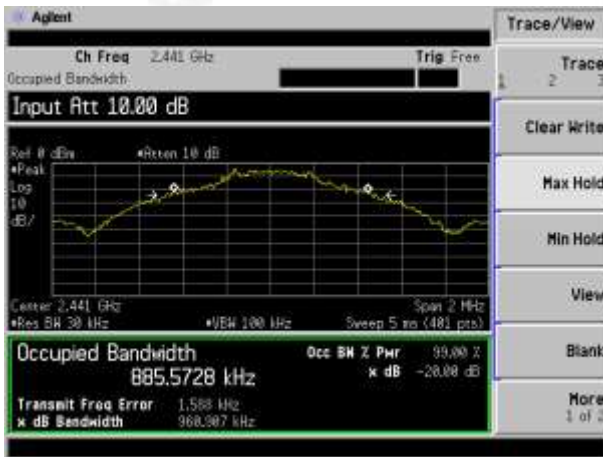 Agilent
Trace/View
Ch Freq 2.441 GHz Trig Free
Occupied Bandwidth
Trace
1 2 3
Input Att 10.00 dB
Clear Write
Ref 0 dBm #Atten 10 dB
#Peak
Log
10
dB/
Max Hold
Min Hold
Center 2.441 GHz Span 2 MHz
#Res BW 30 kHz #VBW 100 kHz Sweep 5 ms (401 pts)
View
Occupied Bandwidth Occ BW % Pwr 99.00 %
885.5728 kHz x dB -20.00 dB
Blank
Transmit Freq Error 1.588 kHz
x dB Bandwidth 960.907 kHz
More
1 of 2